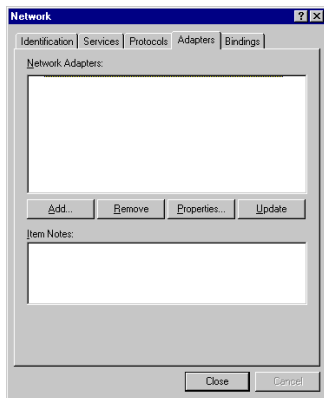 Network
Identification Services Protocols Adapters Bindings
Network Adapters:
Add... Remove Properties... Update
Item Notes:
Close Cancel